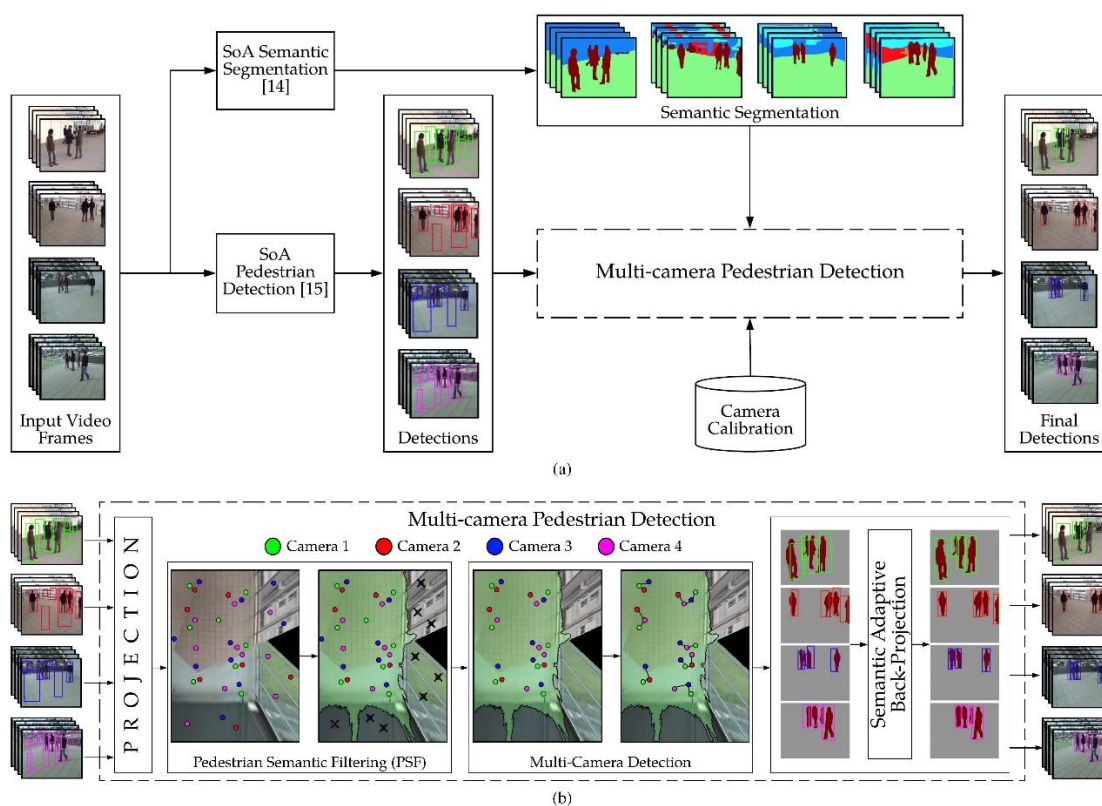 SoA Semantic
Segmentation
[14]
Semantic Segmentation
SoA
Pedestrian
Detection [15]
Multi-camera Pedestrian Detection
Input Video
Frames
Detections
Camera
Calibration
Final
Detections
(a)
Multi-camera Pedestrian Detection
Camera 1
Camera 2
Camera 3
Camera 4
PROJECTION
Pedestrian Semantic Filtering (PSF)
Multi-Camera Detection
Semantic Adaptive
Back-Projection
(b)